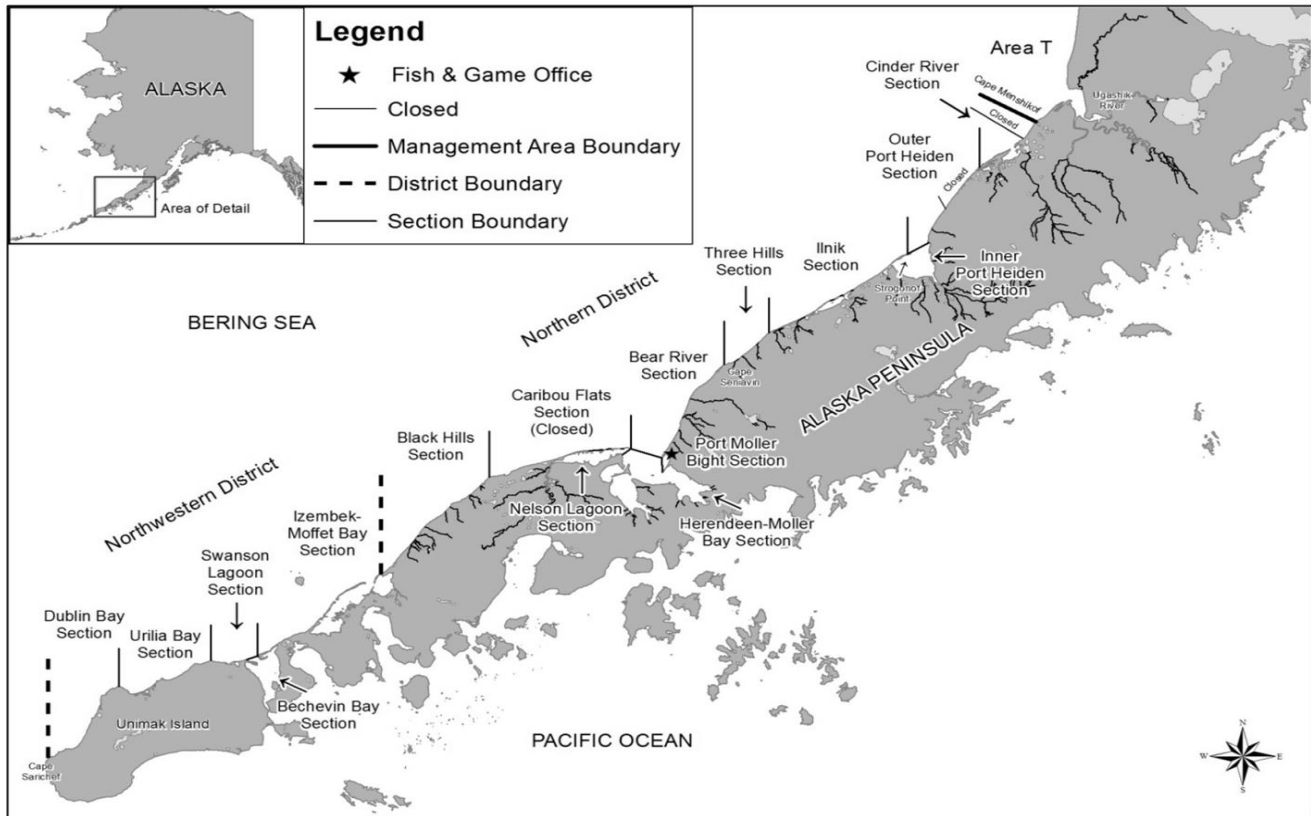 ALASKA
Area of Detail
Legend
Fish & Game Office
Closed
Management Area Boundary
District Boundary
Section Boundary
Area T
Cinder River
Section
Cape Menshikof
Closed
Ugashik
River
Outer
Port Heiden
Section
Closed
Three Hills
Section
Ilnik
Section
Strogonof
Point
Inner
Port Heiden
Section
BERING SEA
Northern District
Bear River
Section
Cape
Seniavin
ALASKA PENINSULA
Caribou Flats
Section
(Closed)
Black Hills
Section
Port Moller
Bight Section
Nelson Lagoon
Section
Herendeen-Moller
Bay Section
Northwestern District
Izembek-
Moffet Bay
Section
Swanson
Lagoon
Section
Dublin Bay
Section
Urilia Bay
Section
Bechevin Bay
Section
Unimak Island
Cape
Sarichef
PACIFIC OCEAN
N
W
E
S